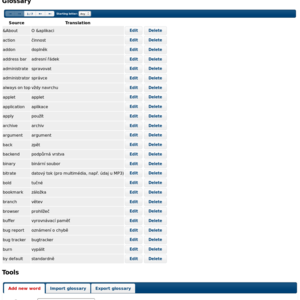 Glossary
Starting letter:
Source Translation
&About O &aplikaci Edit Delete
action činnost Edit Delete
addon doplněk Edit Delete
address bar adresní řádek Edit Delete
administrate spravovat Edit Delete
administrator správce Edit Delete
always on top vždy navrchu Edit Delete
applet applet Edit Delete
application aplikace Edit Delete
apply použít Edit Delete
archive archiv Edit Delete
argument argument Edit Delete
back zpět Edit Delete
backend podpůrná vrstva Edit Delete
binary binární soubor Edit Delete
bitrate datový tok (pro multimédia, např. údaj u MP3) Edit Delete
bold tučné Edit Delete
bookmark záložka Edit Delete
branch větev Edit Delete
browser prohlížeč Edit Delete
buffer vyrovnávací paměť Edit Delete
bug report oznámení o chybě Edit Delete
bug tracker bugtracker Edit Delete
burn vypálit Edit Delete
by default standardně Edit Delete
Tools
Add new word Import glossary Export glossary